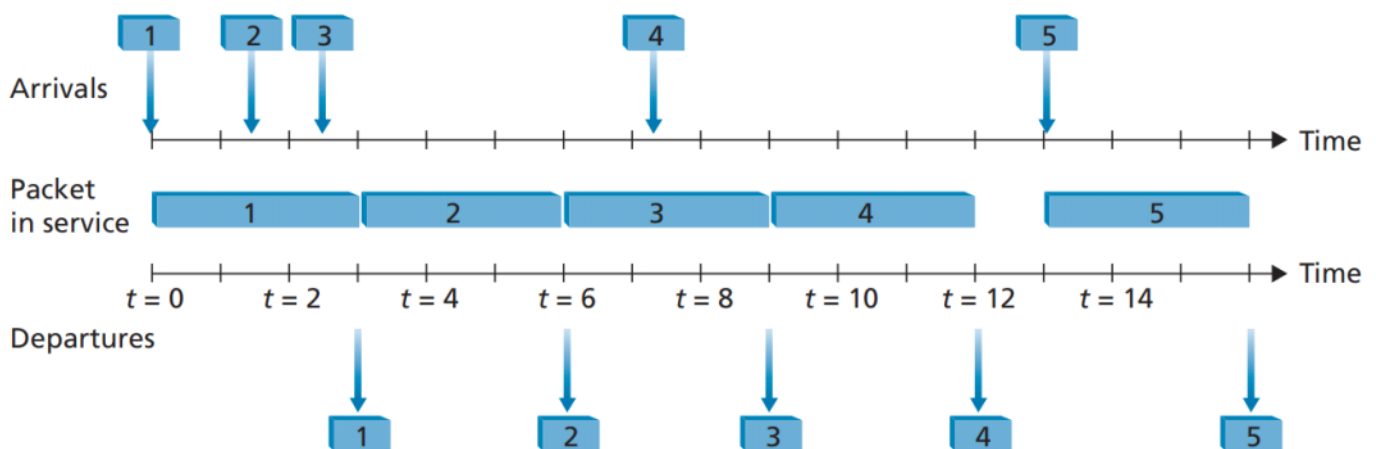 1 2 3 4 5
Arrivals
Time
Packet
in service
1 2 3 4 5
Time
t = 0 t = 2 t = 4 t = 6 t = 8 t = 10 t = 12 t = 14
Departures
1 2 3 4 5